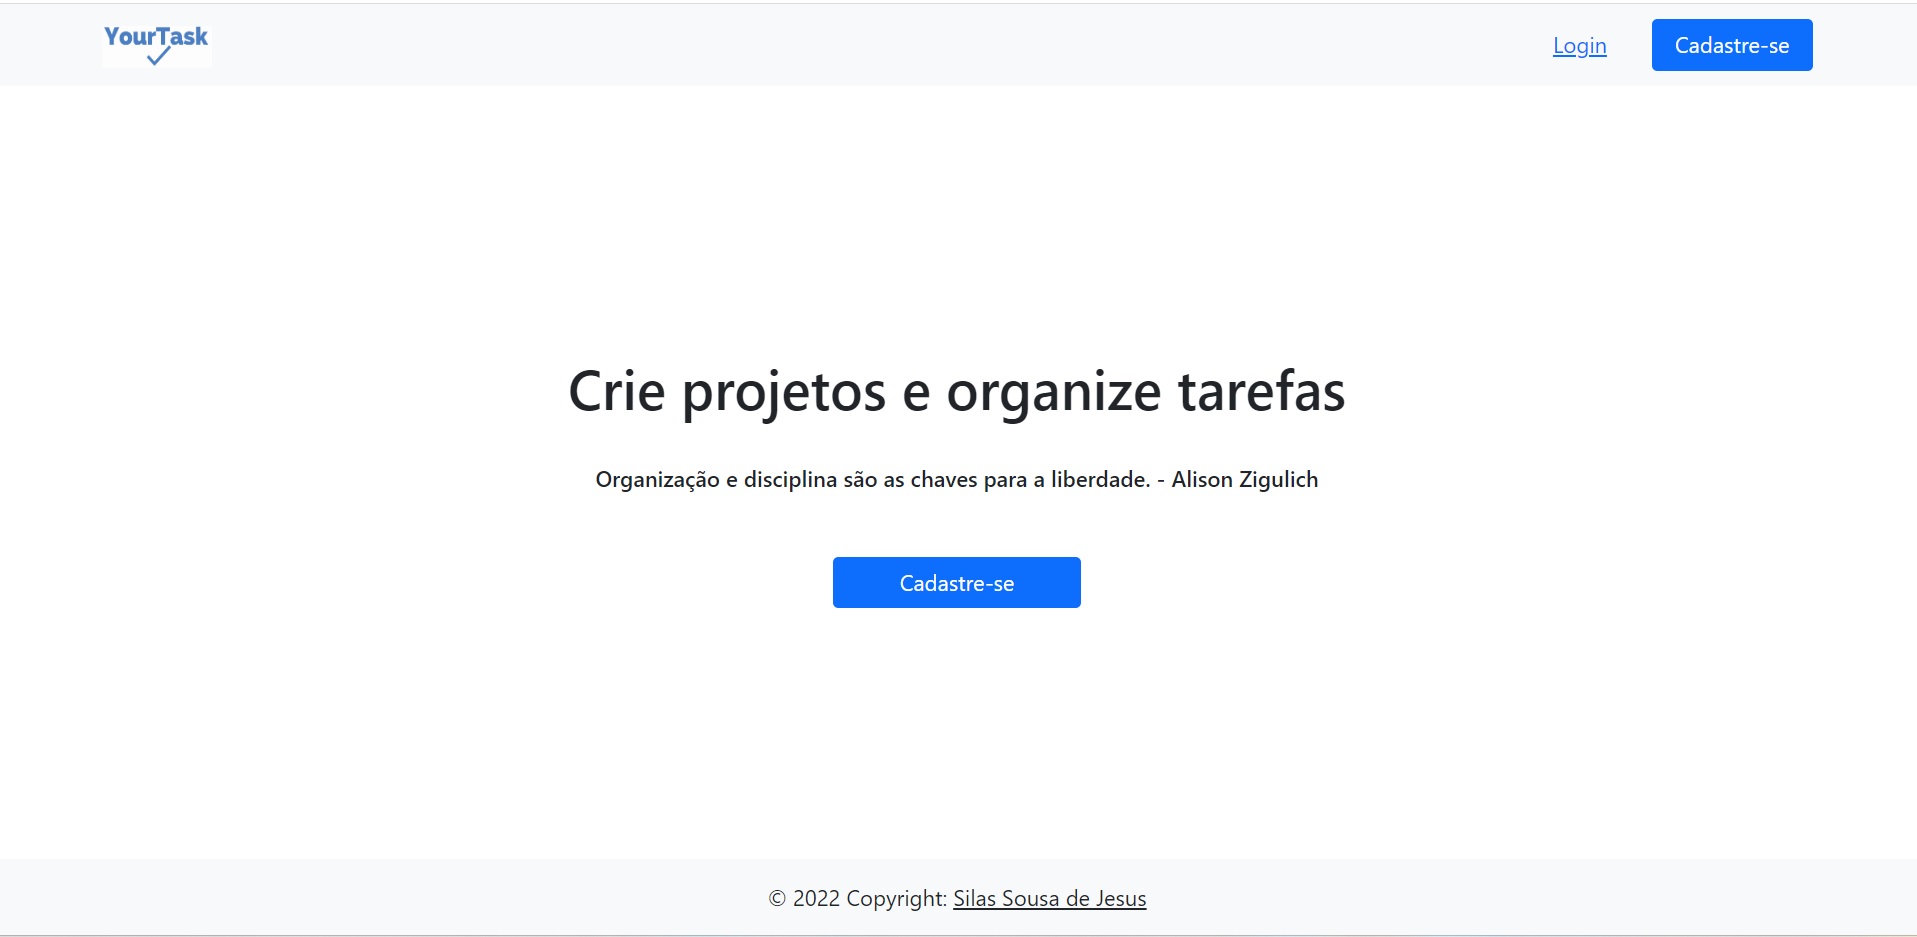 YourTask
Login
Cadastre-se
Crie projetos e organize tarefas
Organização e disciplina são as chaves para a liberdade. - Alison Zigulich
Cadastre-se
© 2022 Copyright: Silas Sousa de Jesus